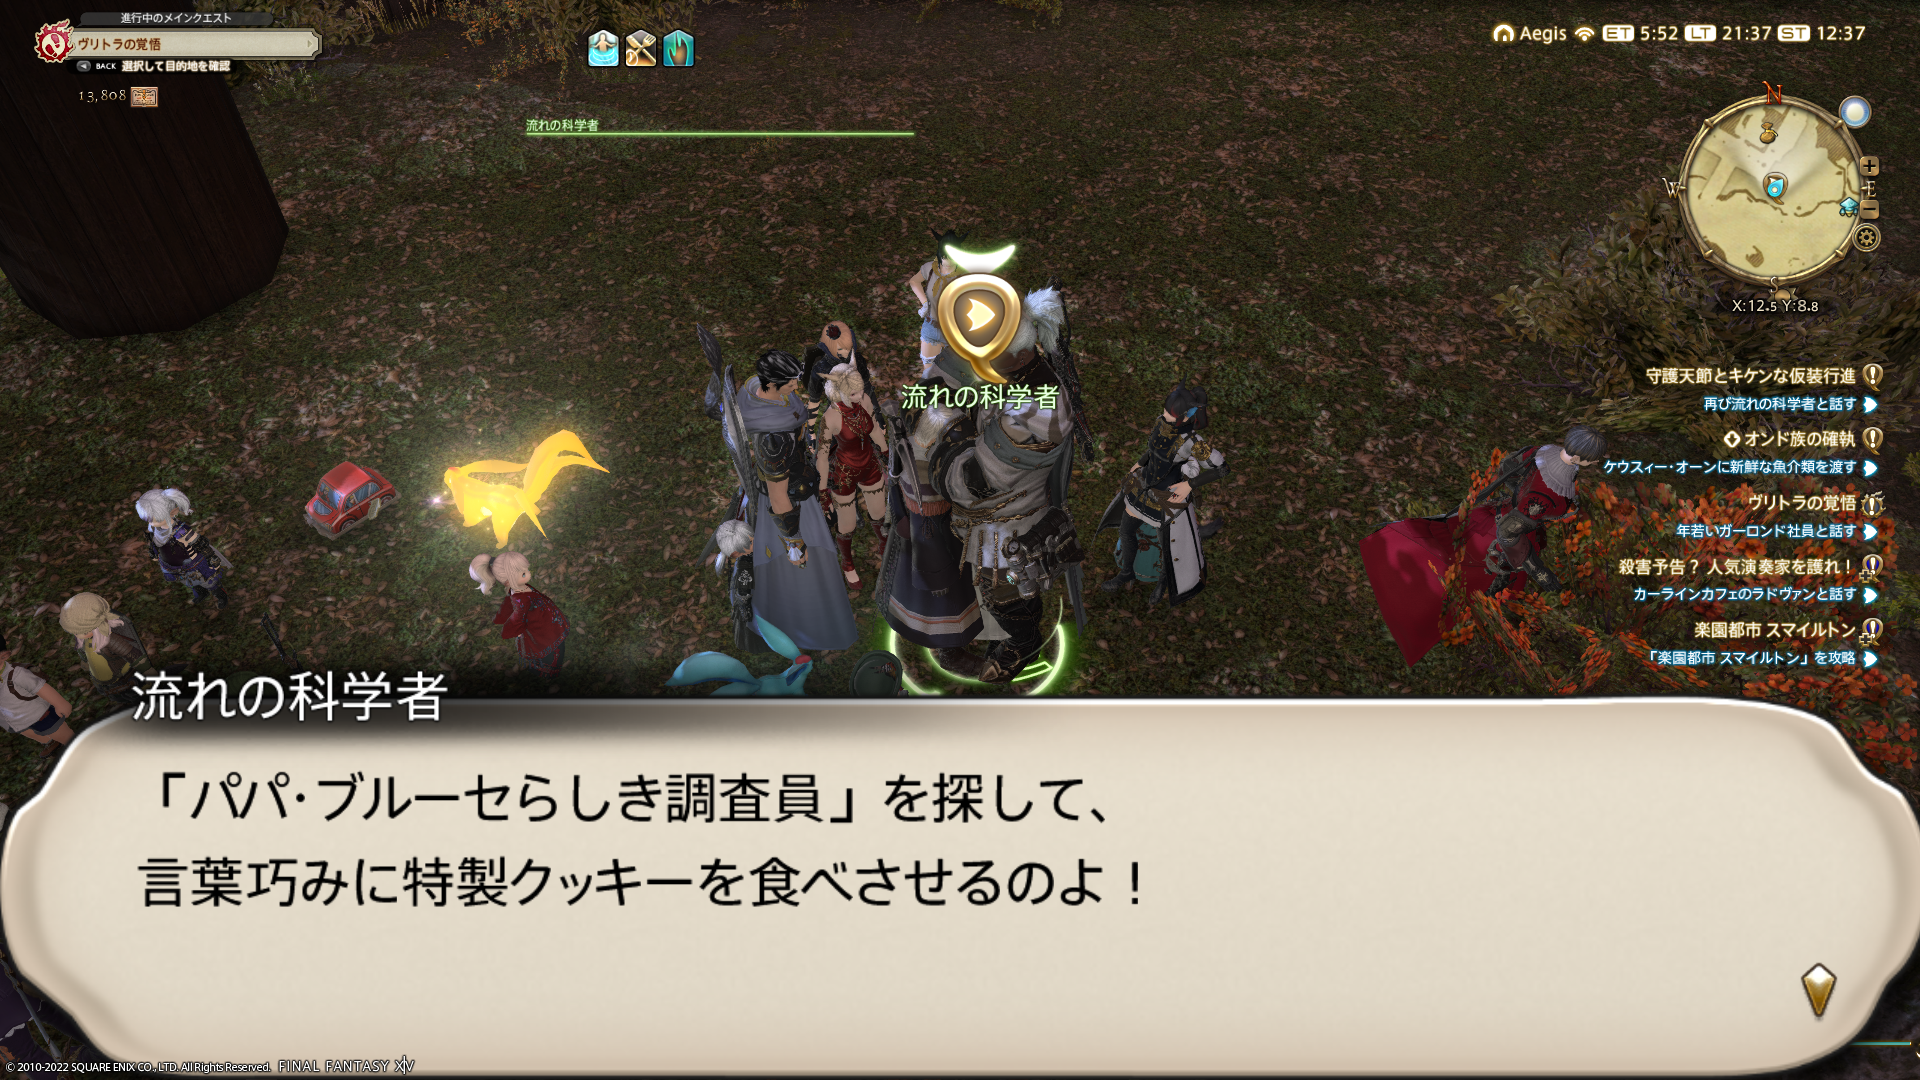 進行中のメインクエスト
ヴリトラの覚悟
BACK 選択して目的地を確認
13,808
流れの科学者
Aegis ET 5:52 LT 21:37 ST 12:37
N
W
E
S
X:12.5 Y:8.8
守護天節とキケンな仮装行進
再び流れの科学者と話す
オンド族の確執
ケウスィー・オーンに新鮮な魚介類を渡す
ヴリトラの覚悟
年若いガーロンド社員と話す
殺害予告？ 人気演奏家を護れ！
カーラインカフェのラドヴァンと話す
楽園都市 スマイルトン
「楽園都市 スマイルトン」を攻略
流れの科学者
流れの科学者
「パパ・ブルーセらしき調査員」を探して、
言葉巧みに特製クッキーを食べさせるのよ！
© 2010-2022 SQUARE ENIX CO., LTD. All Rights Reserved. FINAL FANTASY XIV